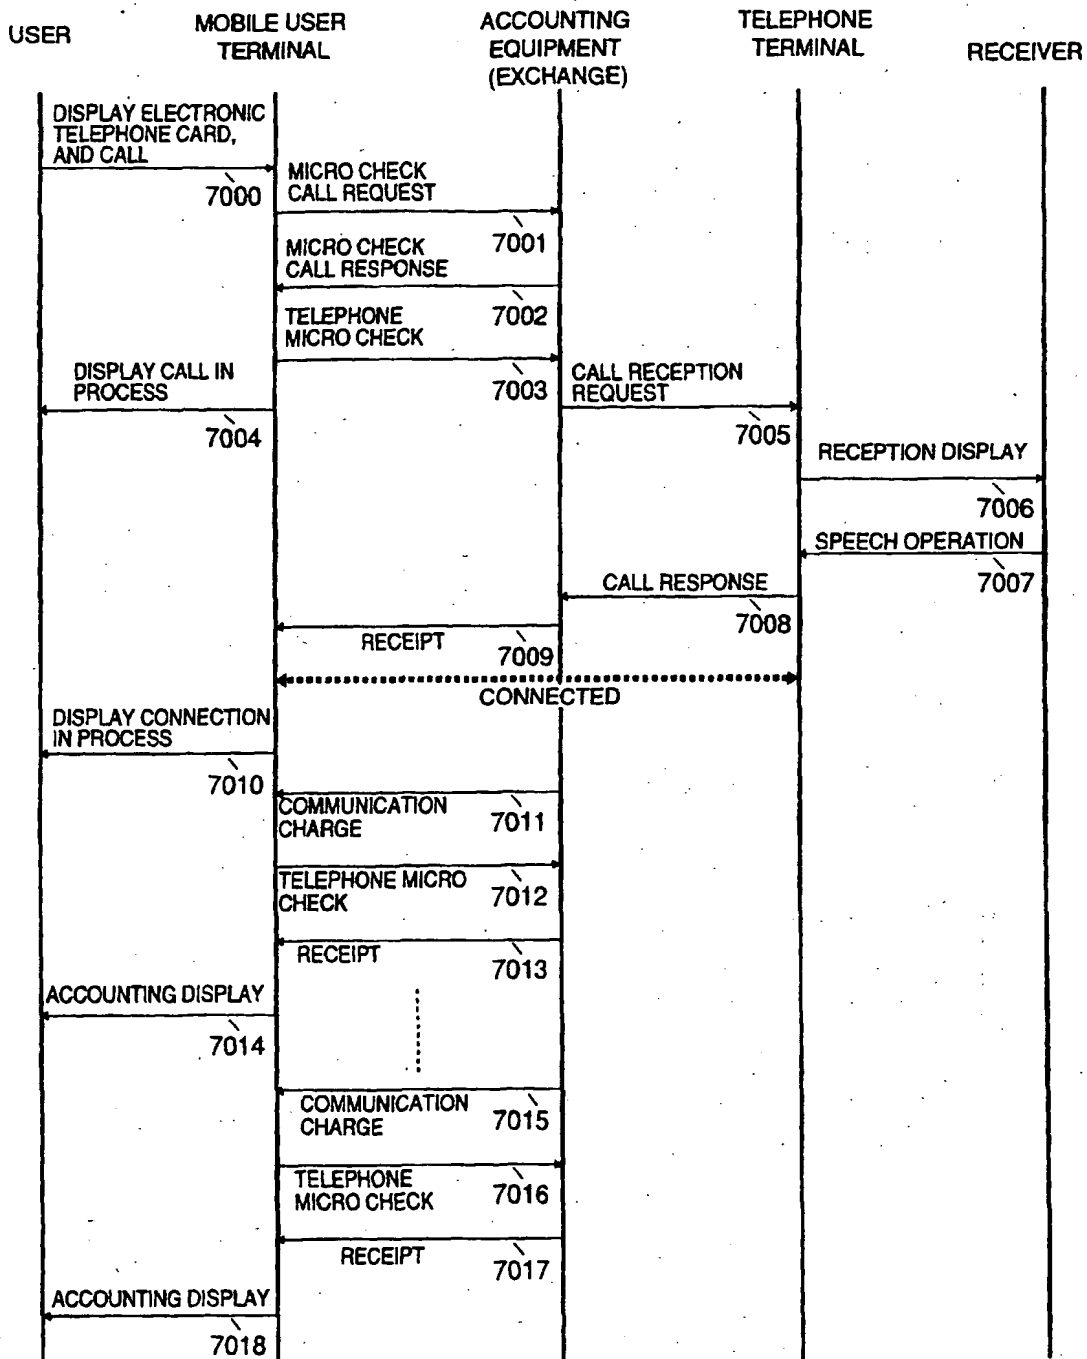 USER
MOBILE USER
TERMINAL
ACCOUNTING
EQUIPMENT
(EXCHANGE)
TELEPHONE
TERMINAL
RECEIVER
DISPLAY ELECTRONIC
TELEPHONE CARD,
AND CALL
7000
MICRO CHECK
CALL REQUEST
7001
MICRO CHECK
CALL RESPONSE
7002
TELEPHONE
MICRO CHECK
7003
DISPLAY CALL IN
PROCESS
7004
CALL RECEPTION
REQUEST
7005
RECEPTION DISPLAY
7006
SPEECH OPERATION
7007
CALL RESPONSE
7008
RECEIPT
7009
CONNECTED
DISPLAY CONNECTION
IN PROCESS
7010
COMMUNICATION
CHARGE
7011
TELEPHONE MICRO
CHECK
7012
RECEIPT
7013
ACCOUNTING DISPLAY
7014
COMMUNICATION
CHARGE
7015
TELEPHONE
MICRO CHECK
7016
RECEIPT
7017
ACCOUNTING DISPLAY
7018